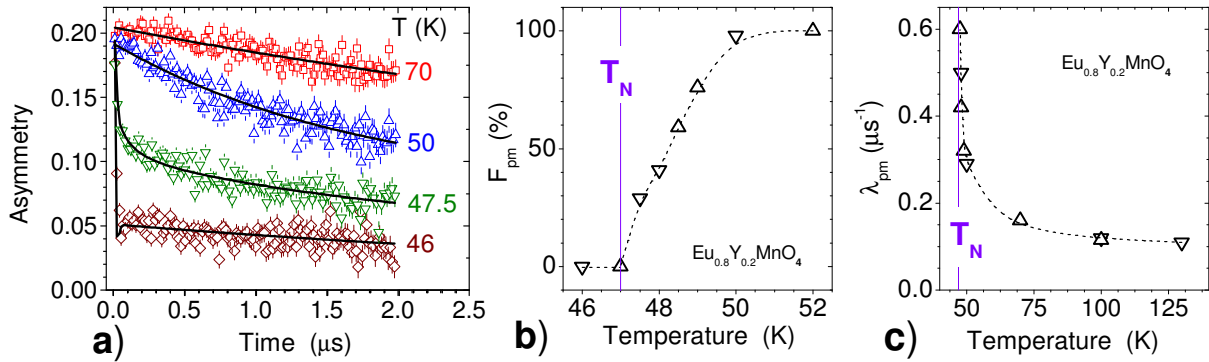 T (K)
0.20
0.15
0.10
0.05
0.00
70
50
47.5
46
Asymmetry
0.0 0.5 1.0 1.5 2.0 2.5
Time (μs)
a)
100
50
0
F_pm (%)
T_N
Eu_0.8Y_0.2MnO_4
46 48 50 52
Temperature (K)
b)
0.6
0.4
0.2
0.0
λ_pm (μs⁻¹)
Eu_0.8Y_0.2MnO_4
T_N
50 75 100 125
Temperature (K)
c)